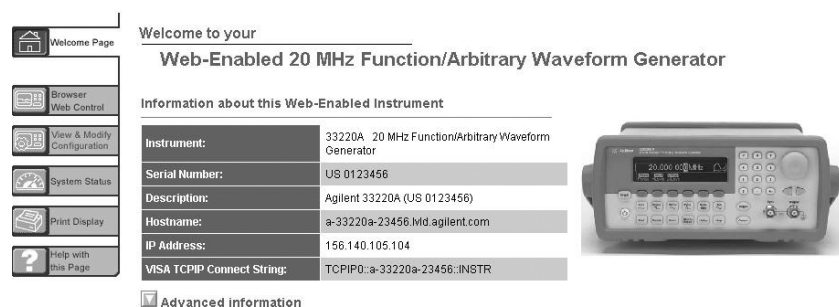 Welcome Page
Browser
Web Control
View & Modify
Configuration
System Status
Print Display
Help with
this Page
Welcome to your
Web-Enabled 20 MHz Function/Arbitrary Waveform Generator
Information about this Web-Enabled Instrument
Instrument: 33220A 20 MHz Function/Arbitrary Waveform
Generator
Serial Number: US 0123456
Description: Agilent 33220A (US 0123456)
Hostname: a-33220a-23456.lvld.agilent.com
IP Address: 156.140.105.104
VISA TCPIP Connect String: TCPIP0::a-33220a-23456::INSTR
Advanced information
Agilent